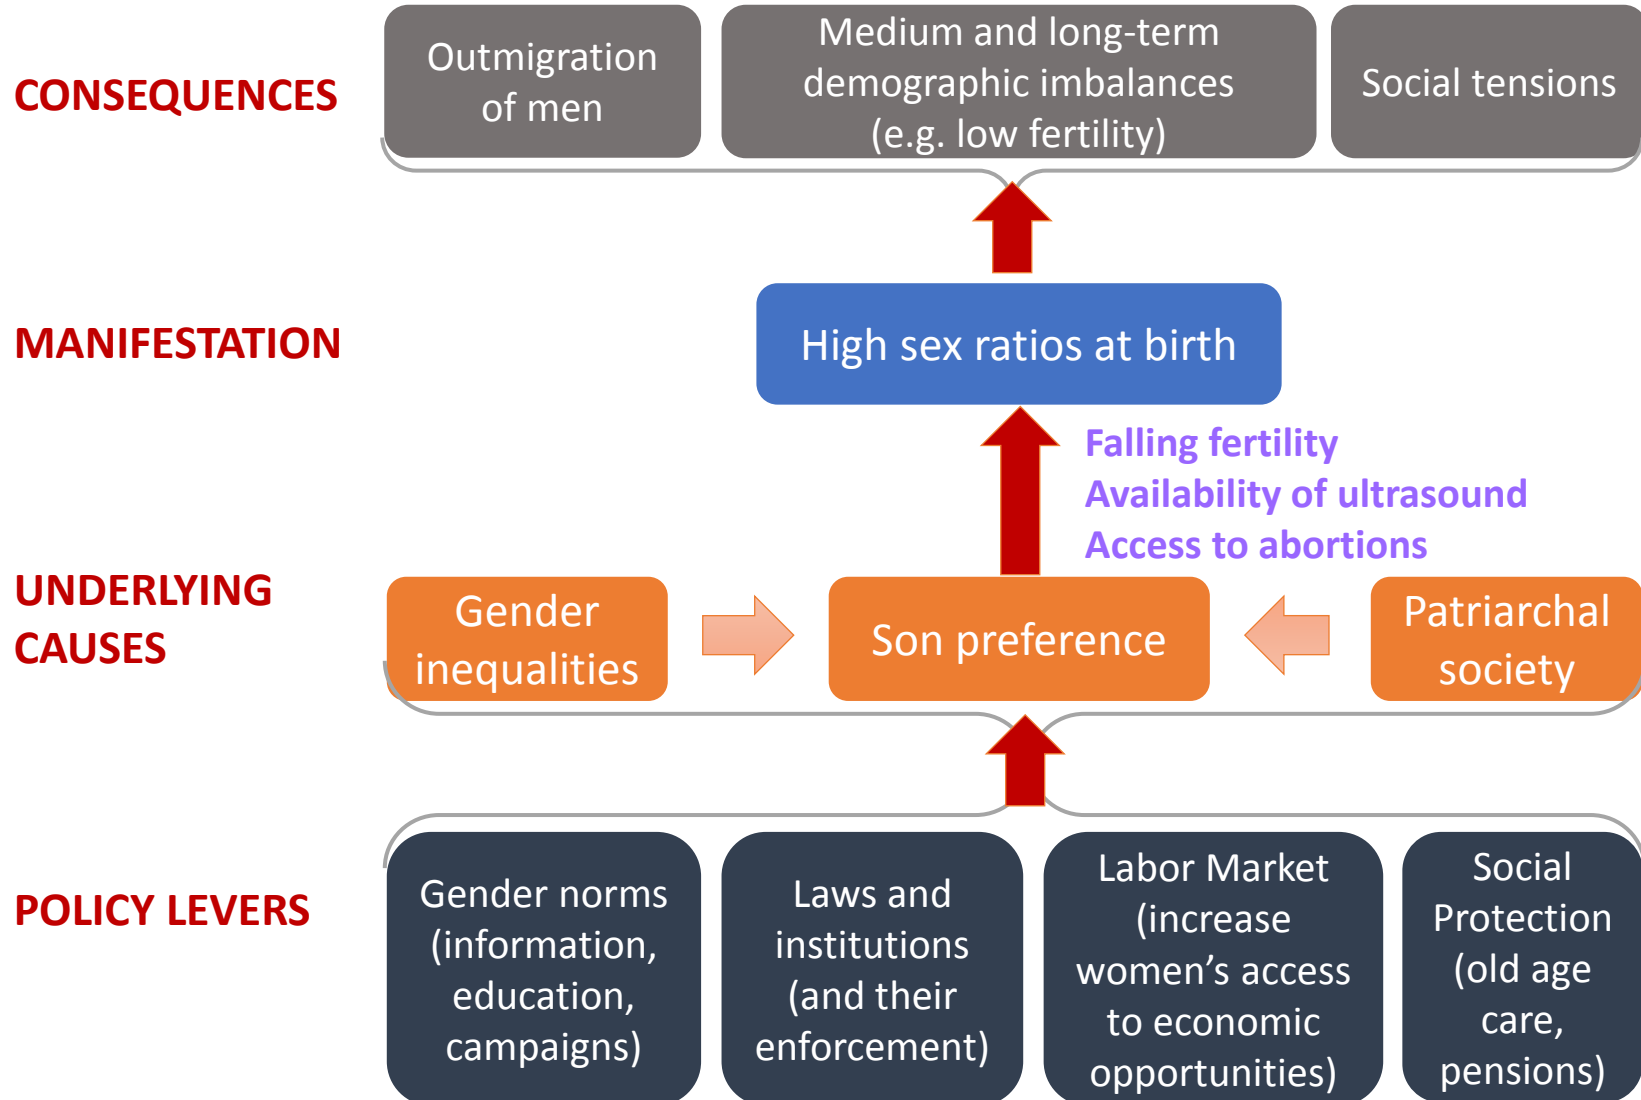 CONSEQUENCES
Outmigration
of men
Medium and long-term
demographic imbalances
(e.g. low fertility)
Social tensions
MANIFESTATION
High sex ratios at birth
Falling fertility
Availability of ultrasound
Access to abortions
UNDERLYING
CAUSES
Gender
inequalities
Son preference
Patriarchal
society
POLICY LEVERS
Gender norms
(information,
education,
campaigns)
Laws and
institutions
(and their
enforcement)
Labor Market
(increase
women’s access
to economic
opportunities)
Social
Protection
(old age
care,
pensions)